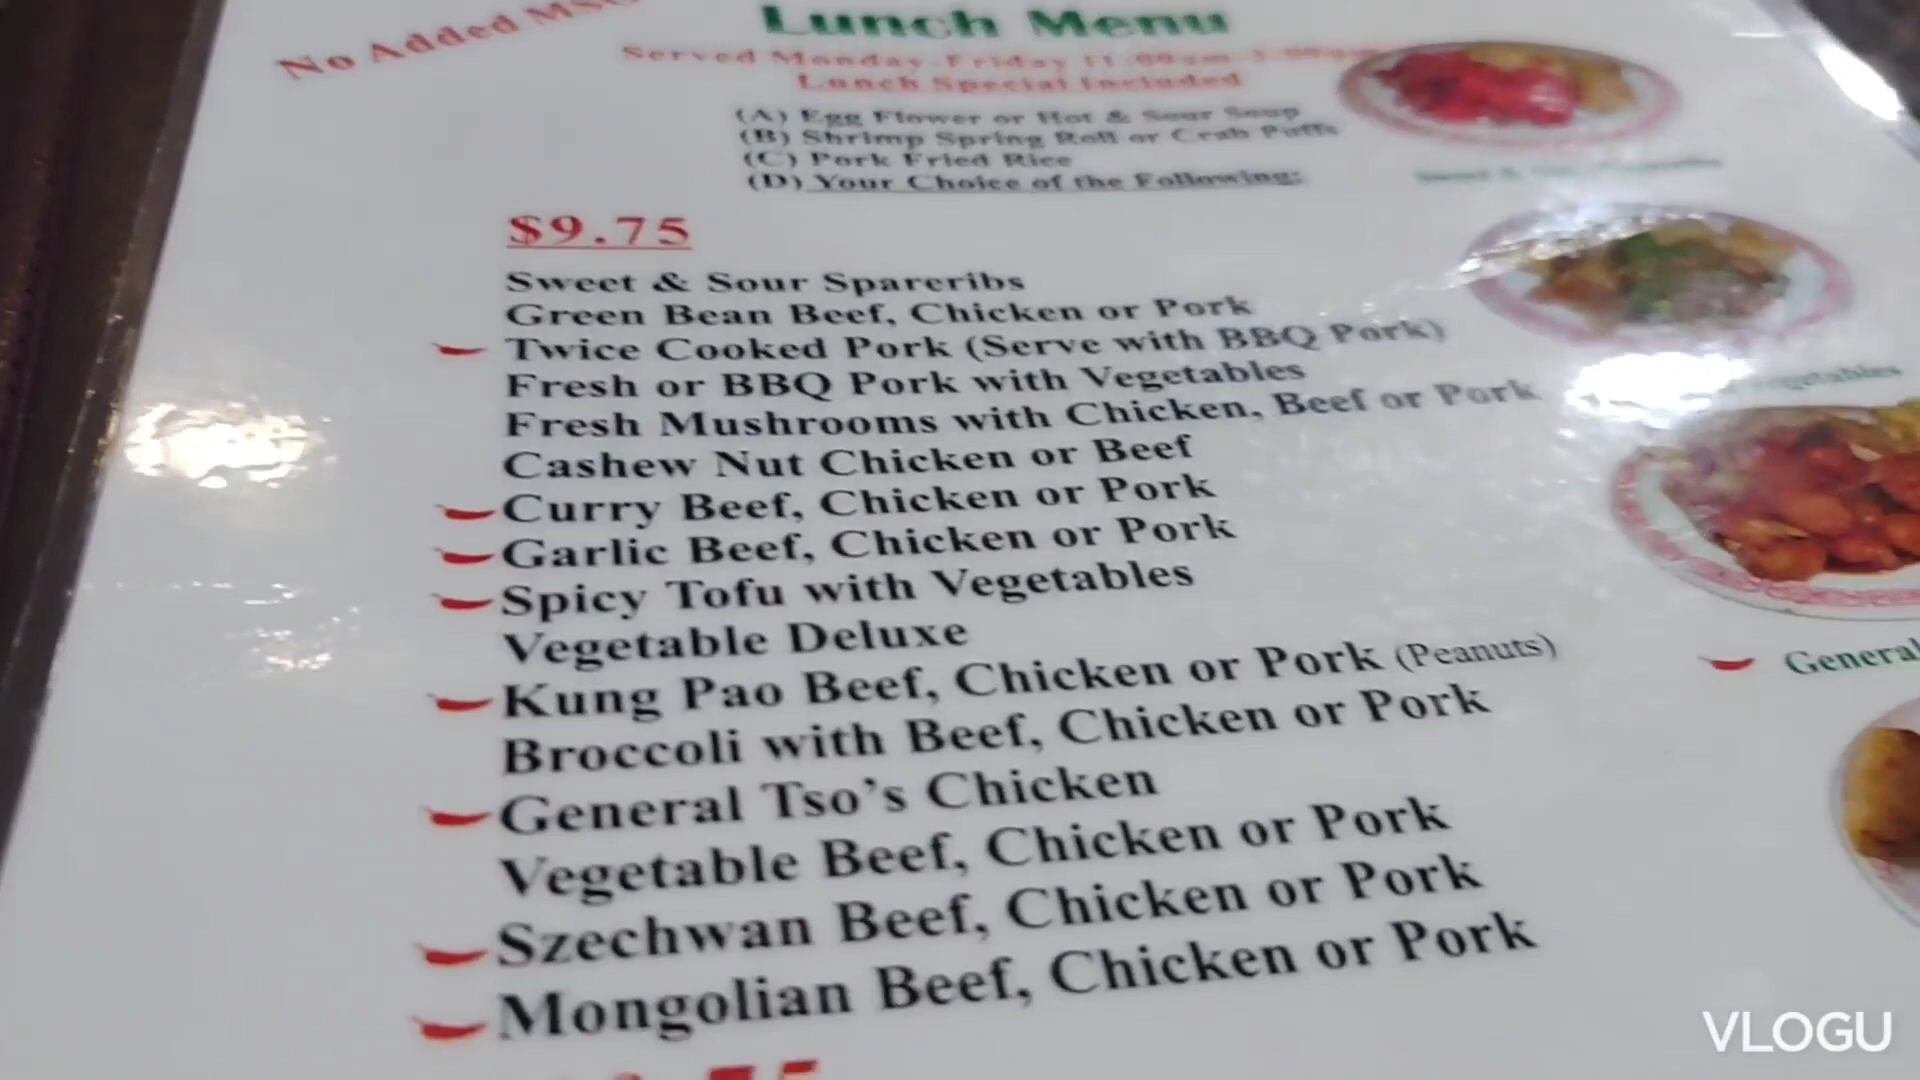 No Added MSG
Lunch Menu
Served Monday-Friday 11:00am-3:00pm
Lunch Special Included
(A) Egg Flower or Hot & Sour Soup
(B) Shrimp Spring Roll or Crab Puffs
(C) Pork Fried Rice
(D) Your Choice of the Following:
$9.75
Sweet & Sour Spareribs
Green Bean Beef, Chicken or Pork
Twice Cooked Pork (Serve with BBQ Pork)
Fresh or BBQ Pork with Vegetables
Fresh Mushrooms with Chicken, Beef or Pork
Cashew Nut Chicken or Beef
Curry Beef, Chicken or Pork
Garlic Beef, Chicken or Pork
Spicy Tofu with Vegetables
Vegetable Deluxe
Kung Pao Beef, Chicken or Pork (Peanuts)
Broccoli with Beef, Chicken or Pork
General Tso's Chicken
Vegetable Beef, Chicken or Pork
Szechwan Beef, Chicken or Pork
Mongolian Beef, Chicken or Pork
Vegetables
General
VLOGU